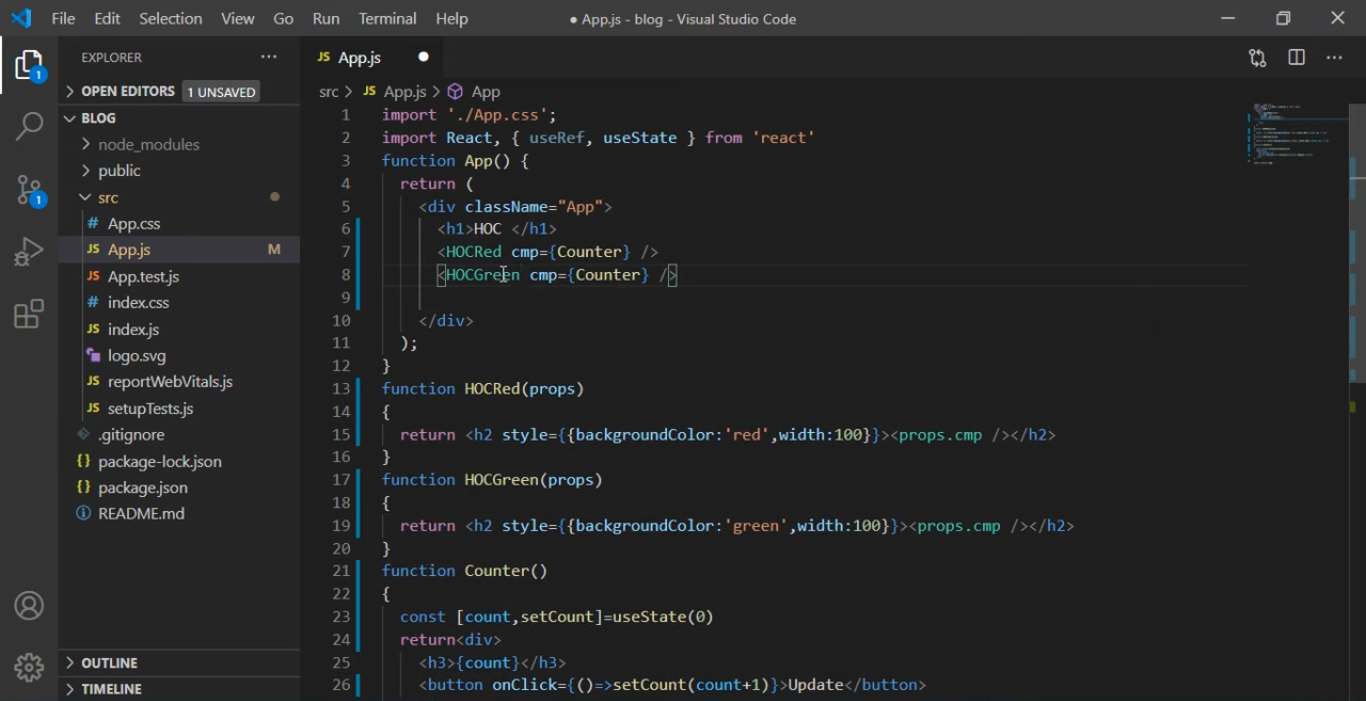 File Edit Selection View Go Run Terminal Help ● App.js - blog - Visual Studio Code
EXPLORER ···
OPEN EDITORS 1 UNSAVED
BLOG
node_modules
public
src
# App.css
JS App.js M
JS App.test.js
# index.css
JS index.js
logo.svg
JS reportWebVitals.js
JS setupTests.js
.gitignore
{} package-lock.json
{} package.json
README.md
OUTLINE
TIMELINE
1
1
JS App.js ●
src > JS App.js > App
1 import './App.css';
2 import React, { useRef, useState } from 'react'
3 function App() {
4 return (
5 <div className="App">
6 <h1>HOC </h1>
7 <HOCRed cmp={Counter} />
8 <HOCGreen cmp={Counter} />
9
10 </div>
11 );
12 }
13 function HOCRed(props)
14 {
15 return <h2 style={{backgroundColor:'red',width:100}}><props.cmp /></h2>
16 }
17 function HOCGreen(props)
18 {
19 return <h2 style={{backgroundColor:'green',width:100}}><props.cmp /></h2>
20 }
21 function Counter()
22 {
23 const [count,setCount]=useState(0)
24 return<div>
25 <h3>{count}</h3>
26 <button onClick={()=>setCount(count+1)}>Update</button>